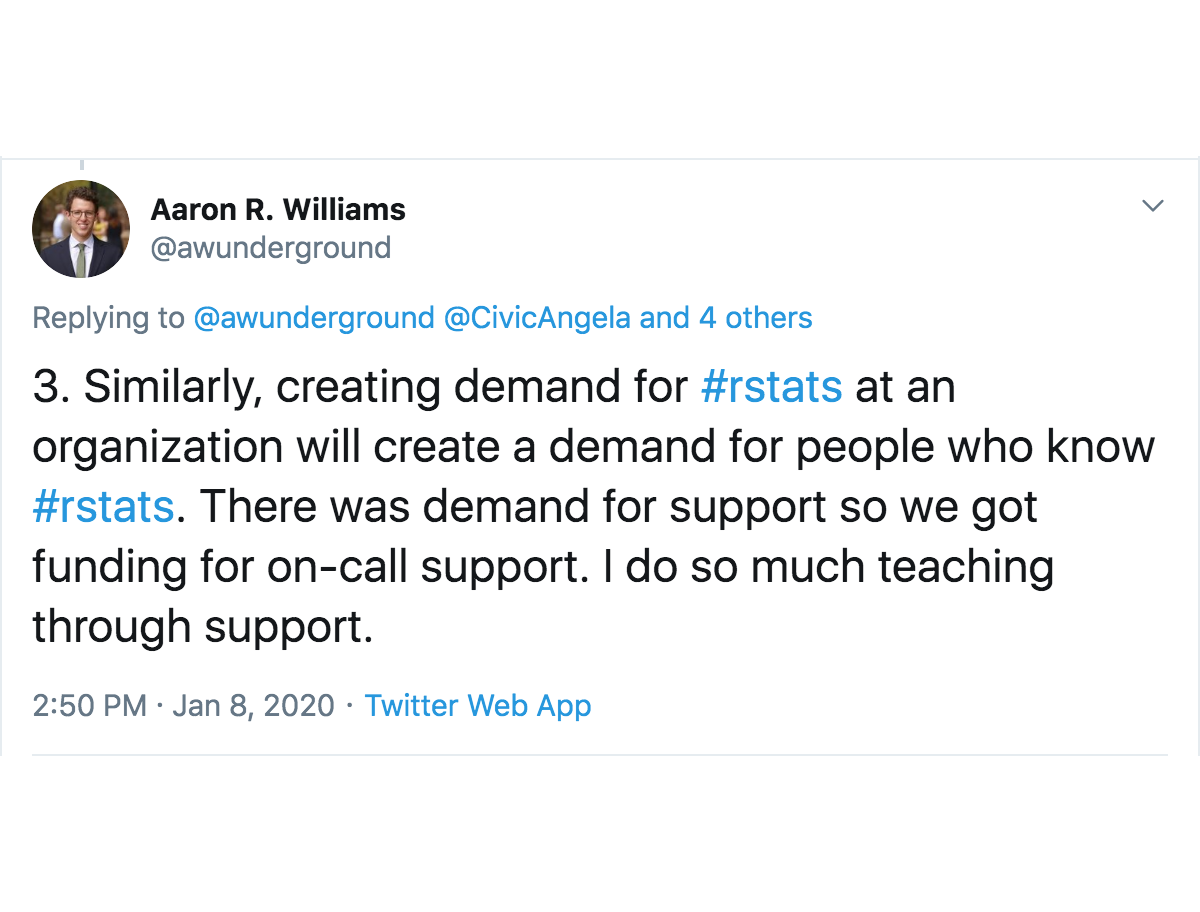 Aaron R. Williams
@awunderground
Replying to @awunderground @CivicAngela and 4 others
3. Similarly, creating demand for #rstats at an
organization will create a demand for people who know
#rstats. There was demand for support so we got
funding for on-call support. I do so much teaching
through support.
2:50 PM · Jan 8, 2020 · Twitter Web App